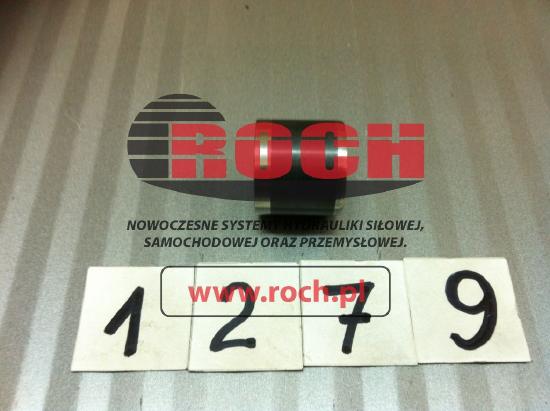 ROCH
NOWOCZESNE SYSTEMY HYDRAULIKI SIŁOWEJ,
SAMOCHODOWEJ ORAZ PRZEMYSŁOWEJ.
www.roch.pl
1 2 7 9